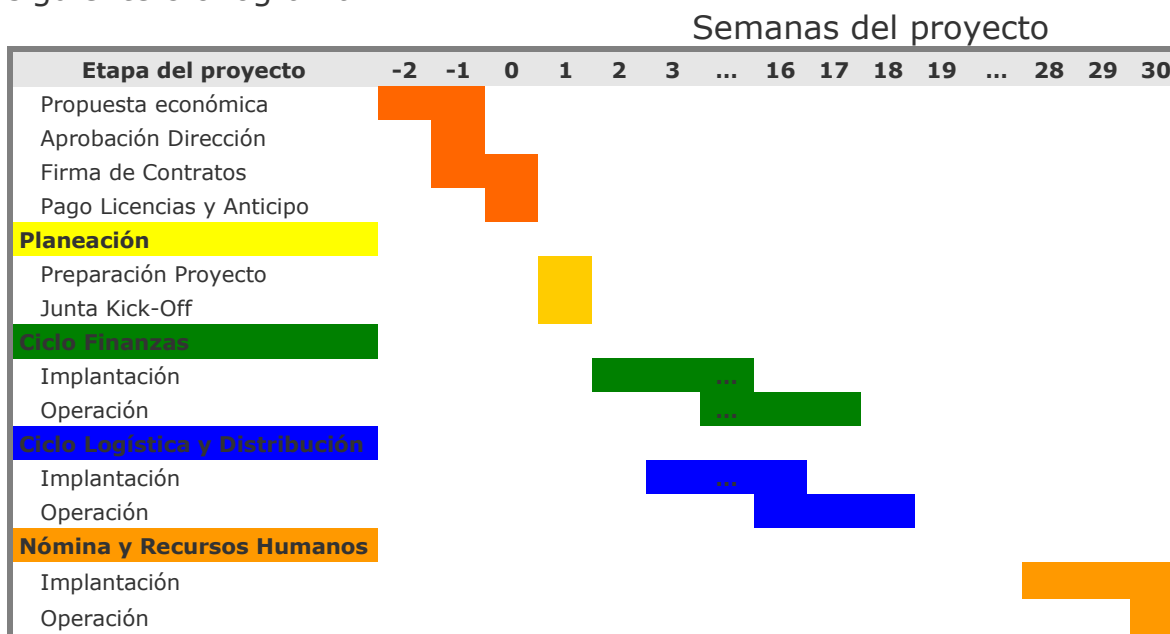 Semanas del proyecto
Etapa del proyecto -2 -1 0 1 2 3 ... 16 17 18 19 ... 28 29 30
Propuesta económica
Aprobación Dirección
Firma de Contratos
Pago Licencias y Anticipo
Planeación
Preparación Proyecto
Junta Kick-Off
Ciclo Finanzas
Implantación ...
Operación ...
Ciclo Logística y Distribución
Implantación ...
Operación
Nómina y Recursos Humanos
Implantación
Operación